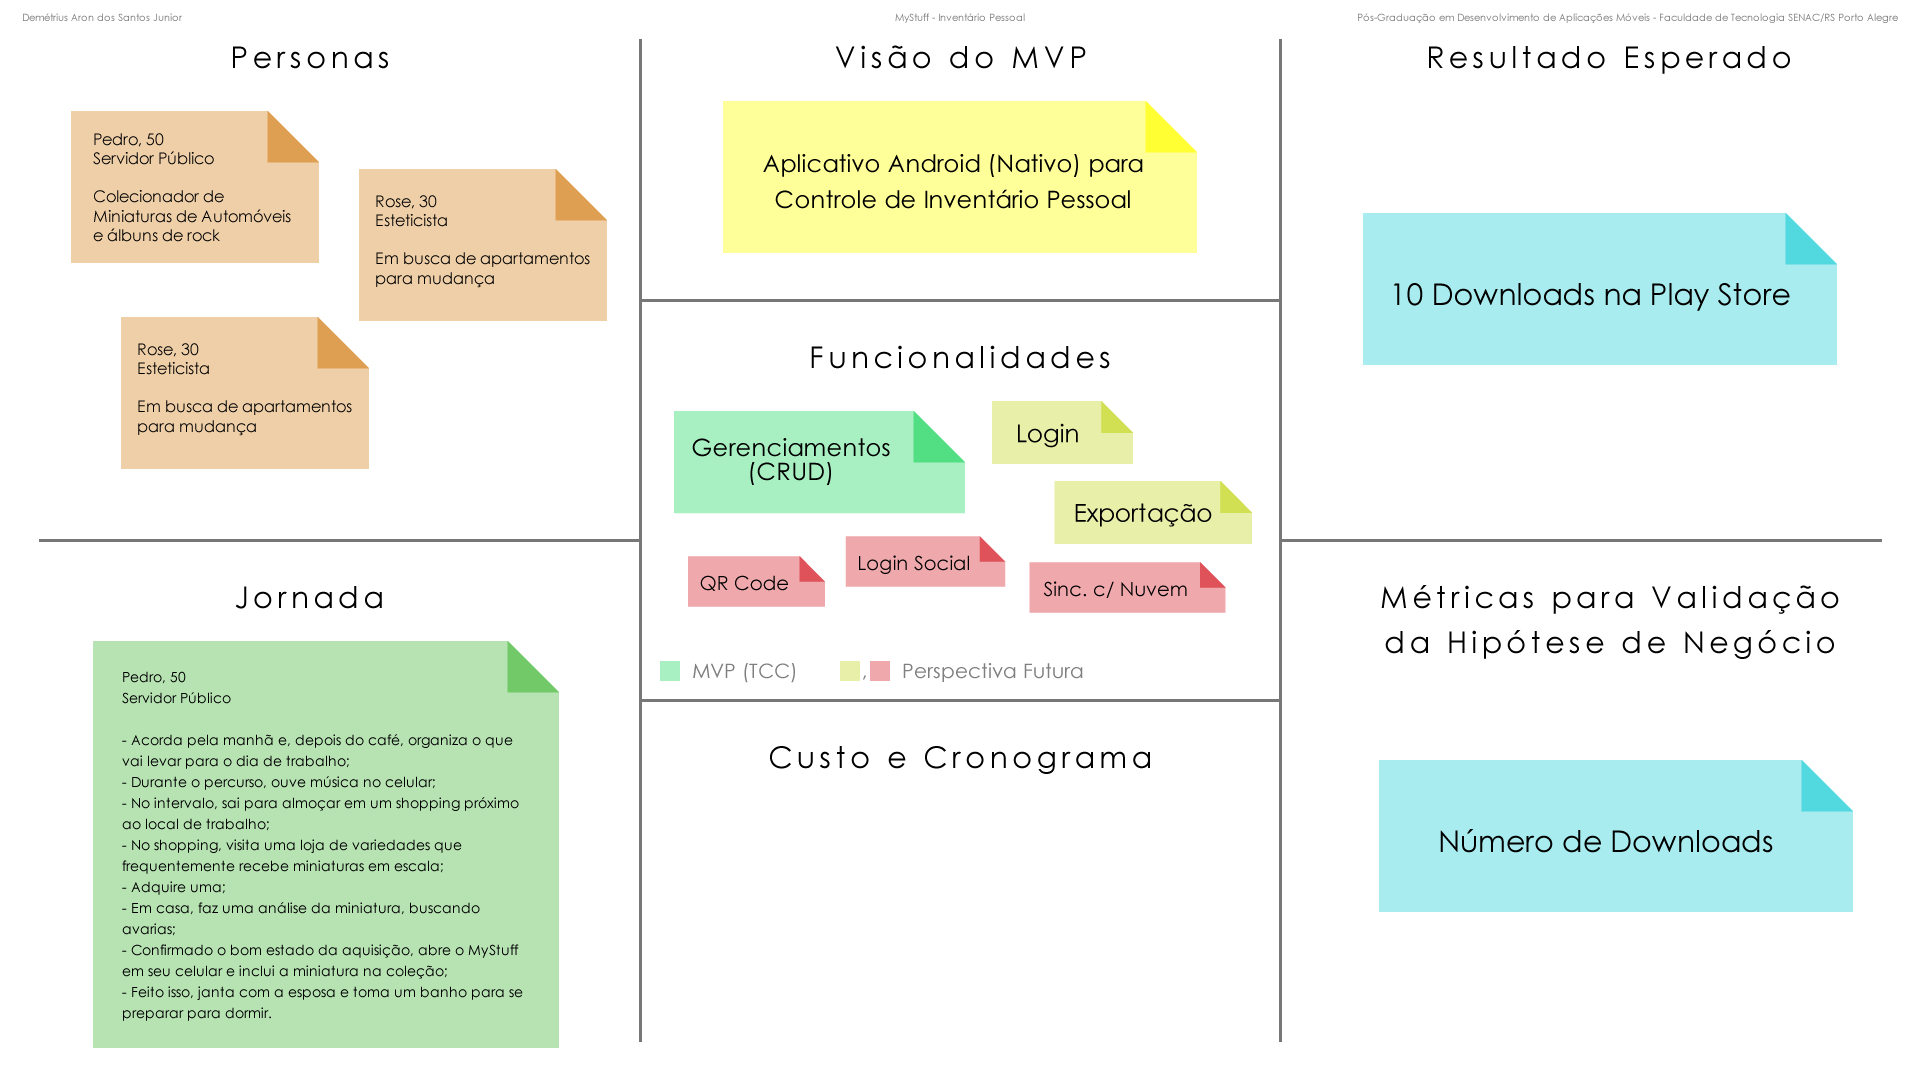 Demétrius Aron dos Santos Junior
MyStuff - Inventário Pessoal
Pós-Graduação em Desenvolvimento de Aplicações Móveis - Faculdade de Tecnologia SENAC/RS Porto Alegre
Personas
Pedro, 50
Servidor Público
Colecionador de
Miniaturas de Automóveis
e álbuns de rock
Rose, 30
Esteticista
Em busca de apartamentos
para mudança
Rose, 30
Esteticista
Em busca de apartamentos
para mudança
Jornada
Pedro, 50
Servidor Público
- Acorda pela manhã e, depois do café, organiza o que
vai levar para o dia de trabalho;
- Durante o percurso, ouve música no celular;
- No intervalo, sai para almoçar em um shopping próximo
ao local de trabalho;
- No shopping, visita uma loja de variedades que
frequentemente recebe miniaturas em escala;
- Adquire uma;
- Em casa, faz uma análise da miniatura, buscando
avarias;
- Confirmado o bom estado da aquisição, abre o MyStuff
em seu celular e inclui a miniatura na coleção;
- Feito isso, janta com a esposa e toma um banho para se
preparar para dormir.
Visão do MVP
Aplicativo Android (Nativo) para
Controle de Inventário Pessoal
Funcionalidades
Gerenciamentos
(CRUD)
Login
Exportação
QR Code
Login Social
Sinc. c/ Nuvem
MVP (TCC)
, Perspectiva Futura
Custo e Cronograma
Resultado Esperado
10 Downloads na Play Store
Métricas para Validação
da Hipótese de Negócio
Número de Downloads